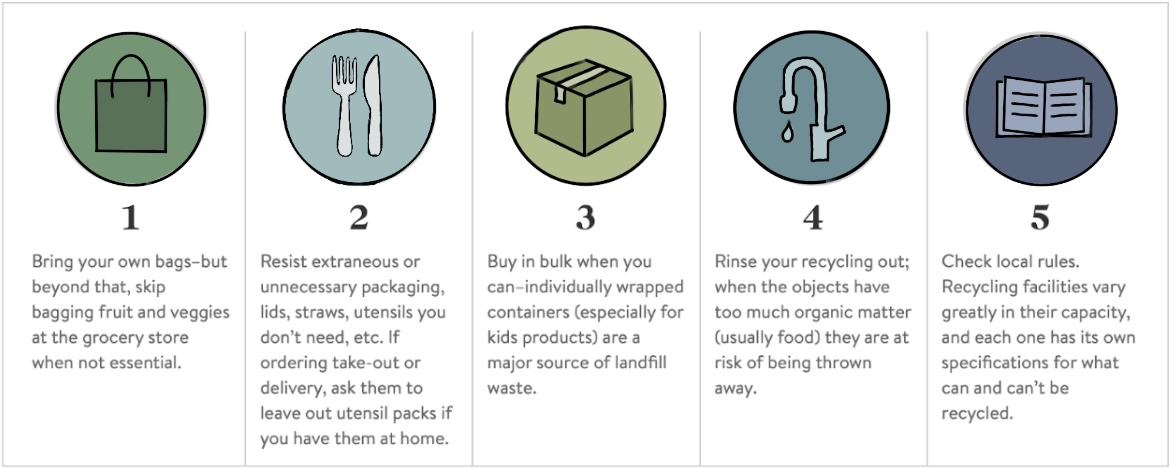 1
Bring your own bags–but
beyond that, skip
bagging fruit and veggies
at the grocery store
when not essential.
2
Resist extraneous or
unnecessary packaging,
lids, straws, utensils you
don't need, etc. If
ordering take-out or
delivery, ask them to
leave out utensil packs if
you have them at home.
3
Buy in bulk when you
can–individually wrapped
containers (especially for
kids products) are a
major source of landfill
waste.
4
Rinse your recycling out;
when the objects have
too much organic matter
(usually food) they are at
risk of being thrown
away.
5
Check local rules.
Recycling facilities vary
greatly in their capacity,
and each one has its own
specifications for what
can and can't be
recycled.